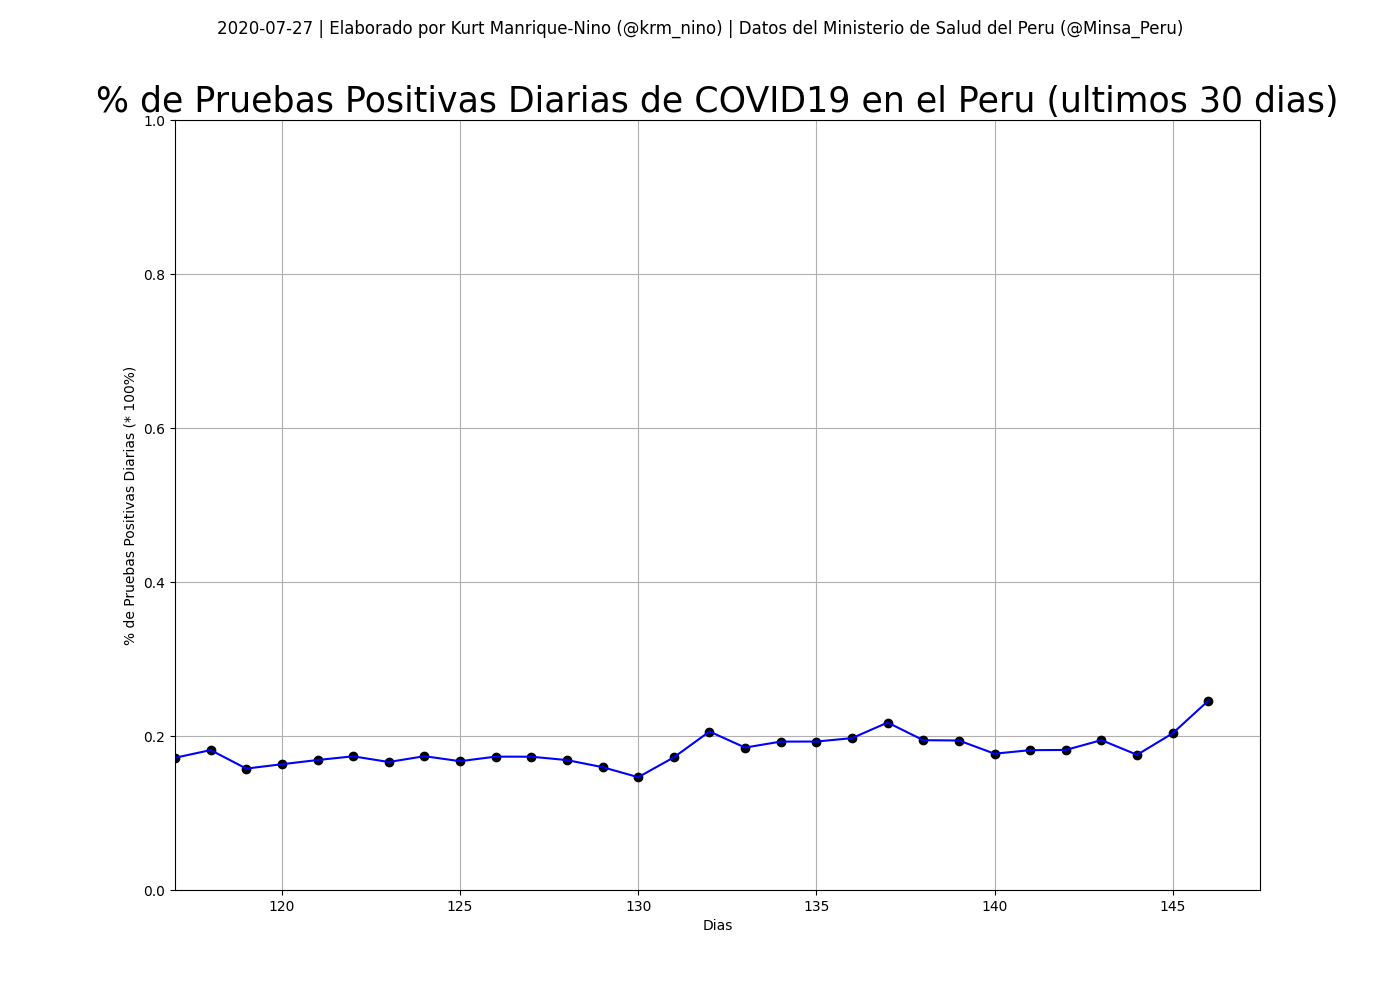 2020-07-27 | Elaborado por Kurt Manrique-Nino (@krm_nino) | Datos del Ministerio de Salud del Peru (@Minsa_Peru)
% de Pruebas Positivas Diarias de COVID19 en el Peru (ultimos 30 dias)
1.0
0.8
0.6
0.4
0.2
0.0
% de Pruebas Positivas Diarias (* 100%)
120 125 130 135 140 145
Dias